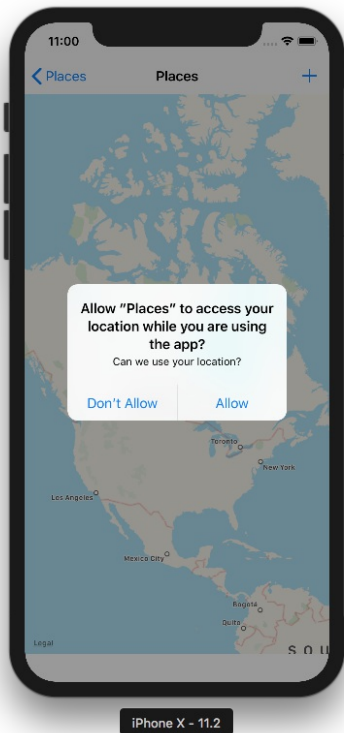 11:00
Places
Places
+
Allow “Places” to access your
location while you are using
the app?
Can we use your location?
Don’t Allow
Allow
Toronto
New York
Los Angeles
Mexico City
Bogotá
Quito
Legal
SOU
iPhone X - 11.2